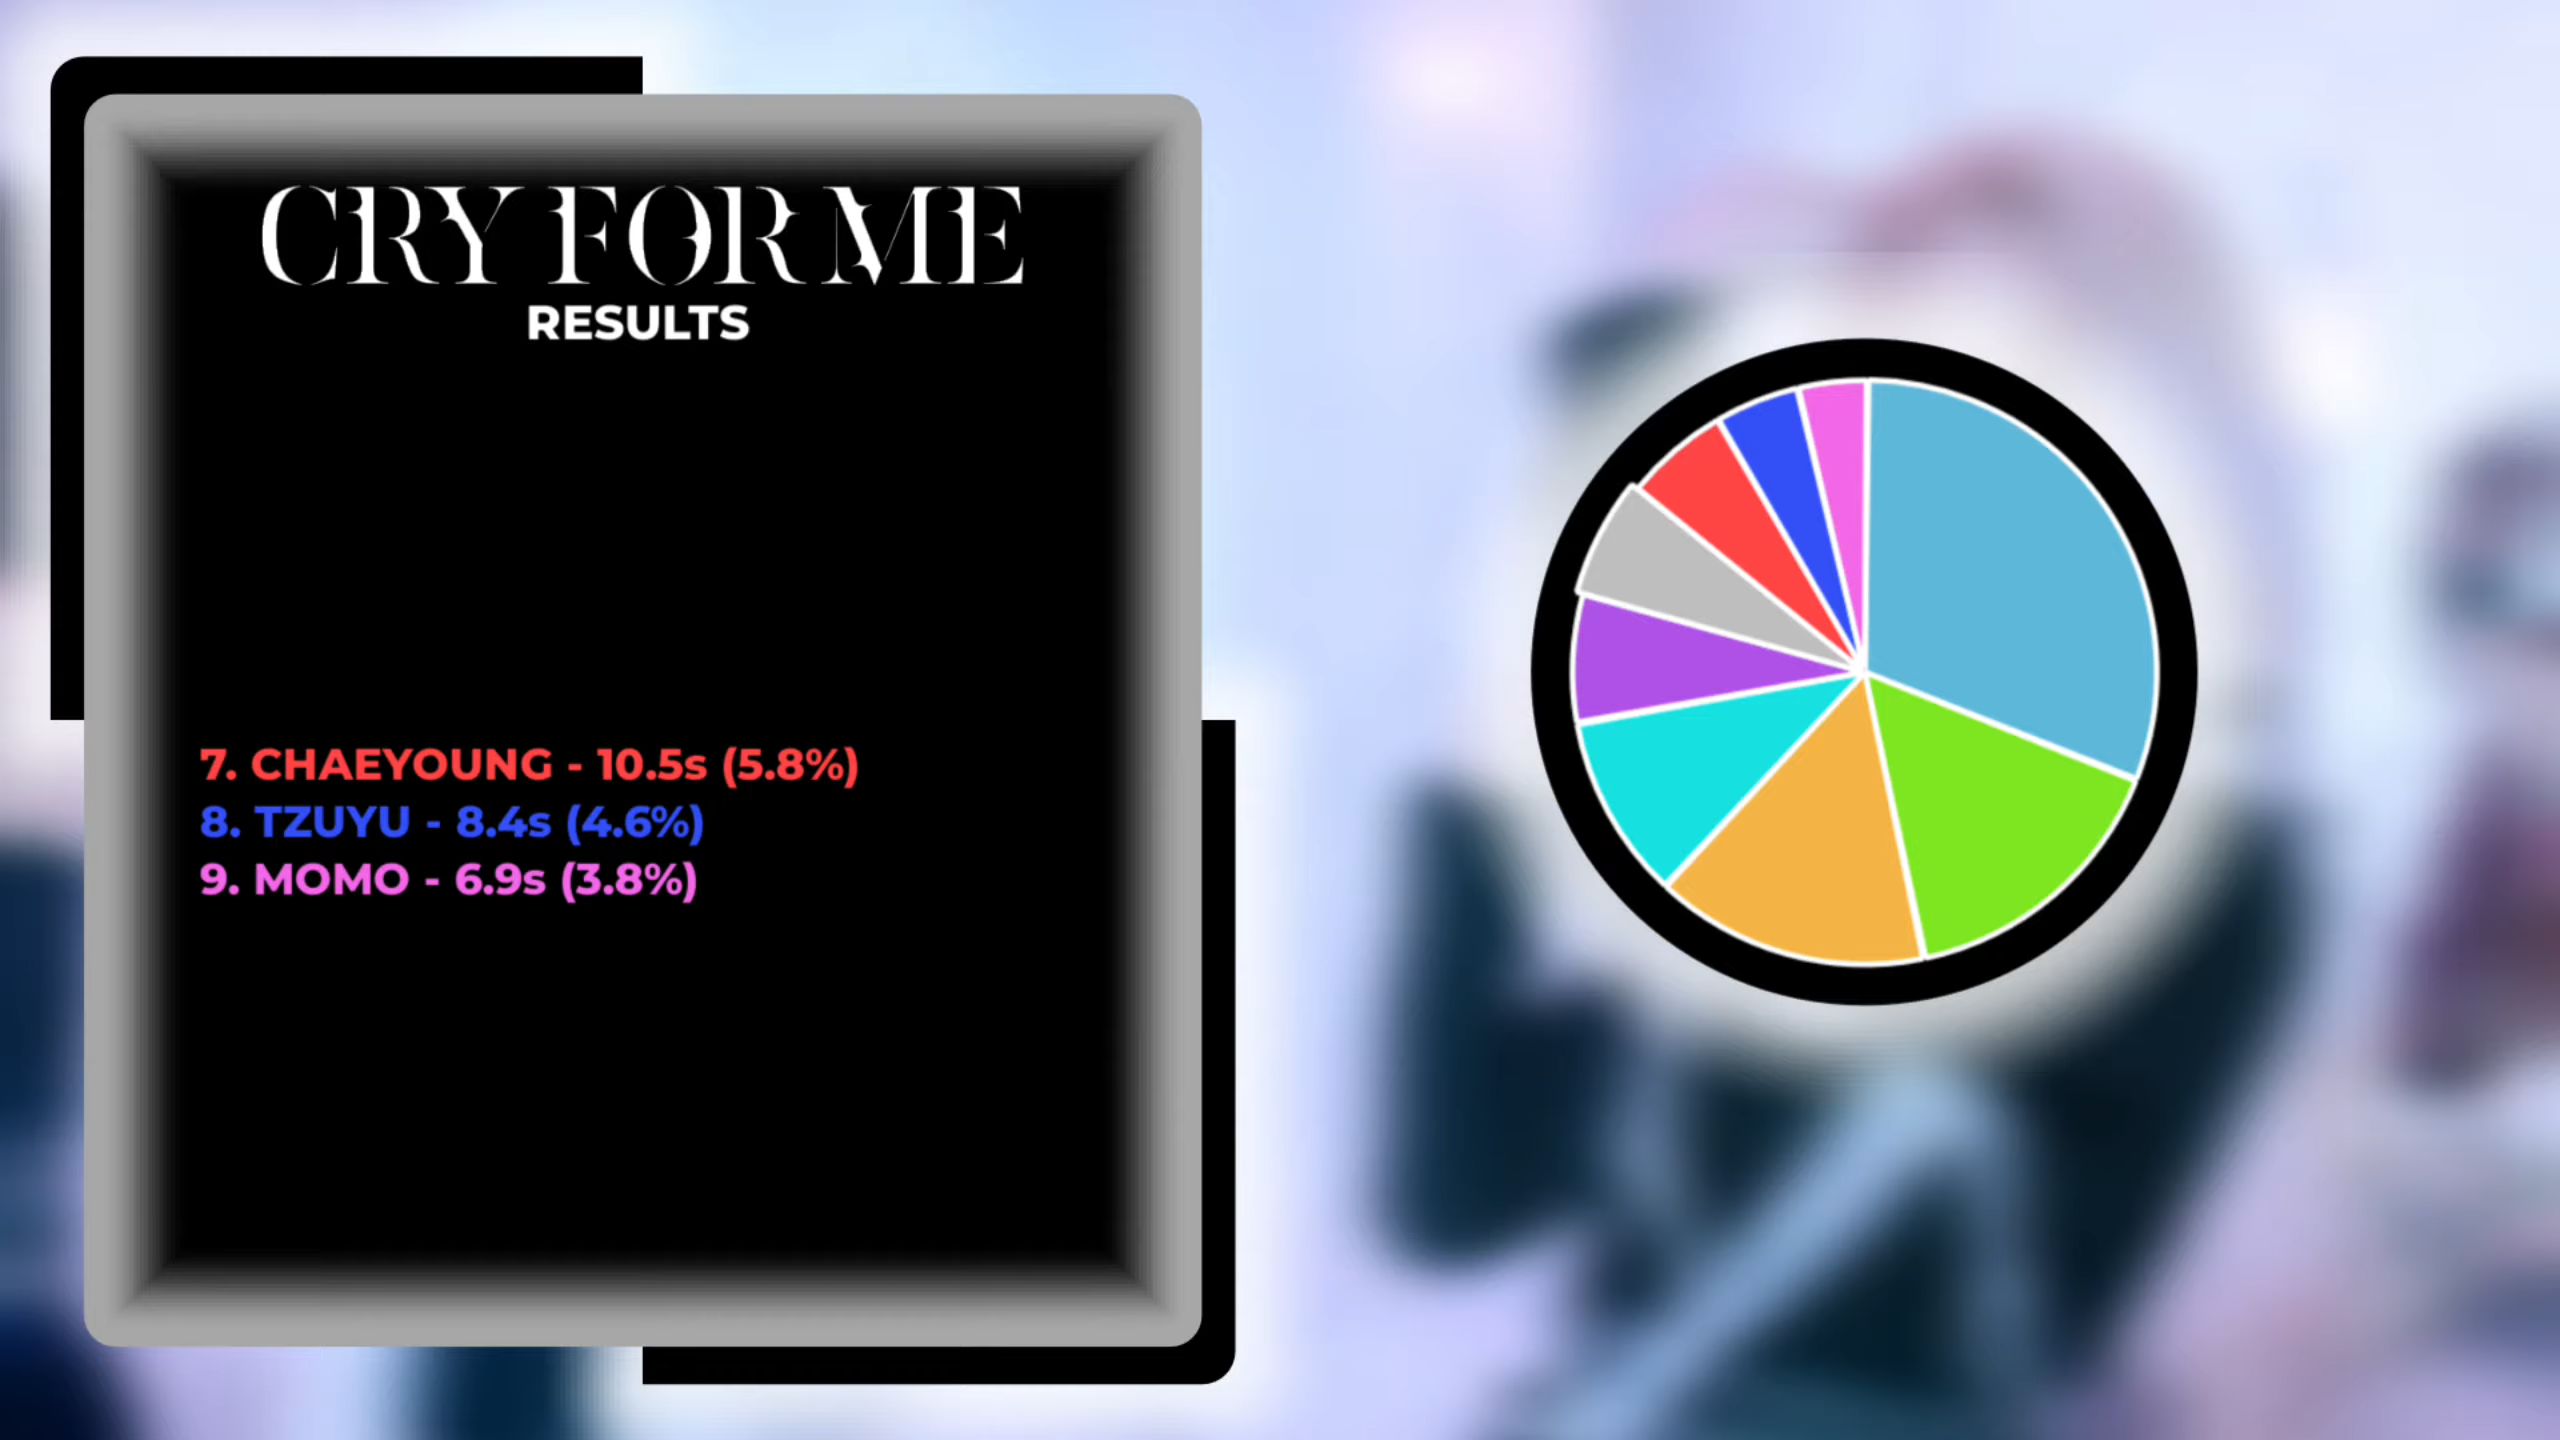 CRY FOR ME
RESULTS
7. CHAEYOUNG - 10.5s (5.8%)
8. TZUYU - 8.4s (4.6%)
9. MOMO - 6.9s (3.8%)